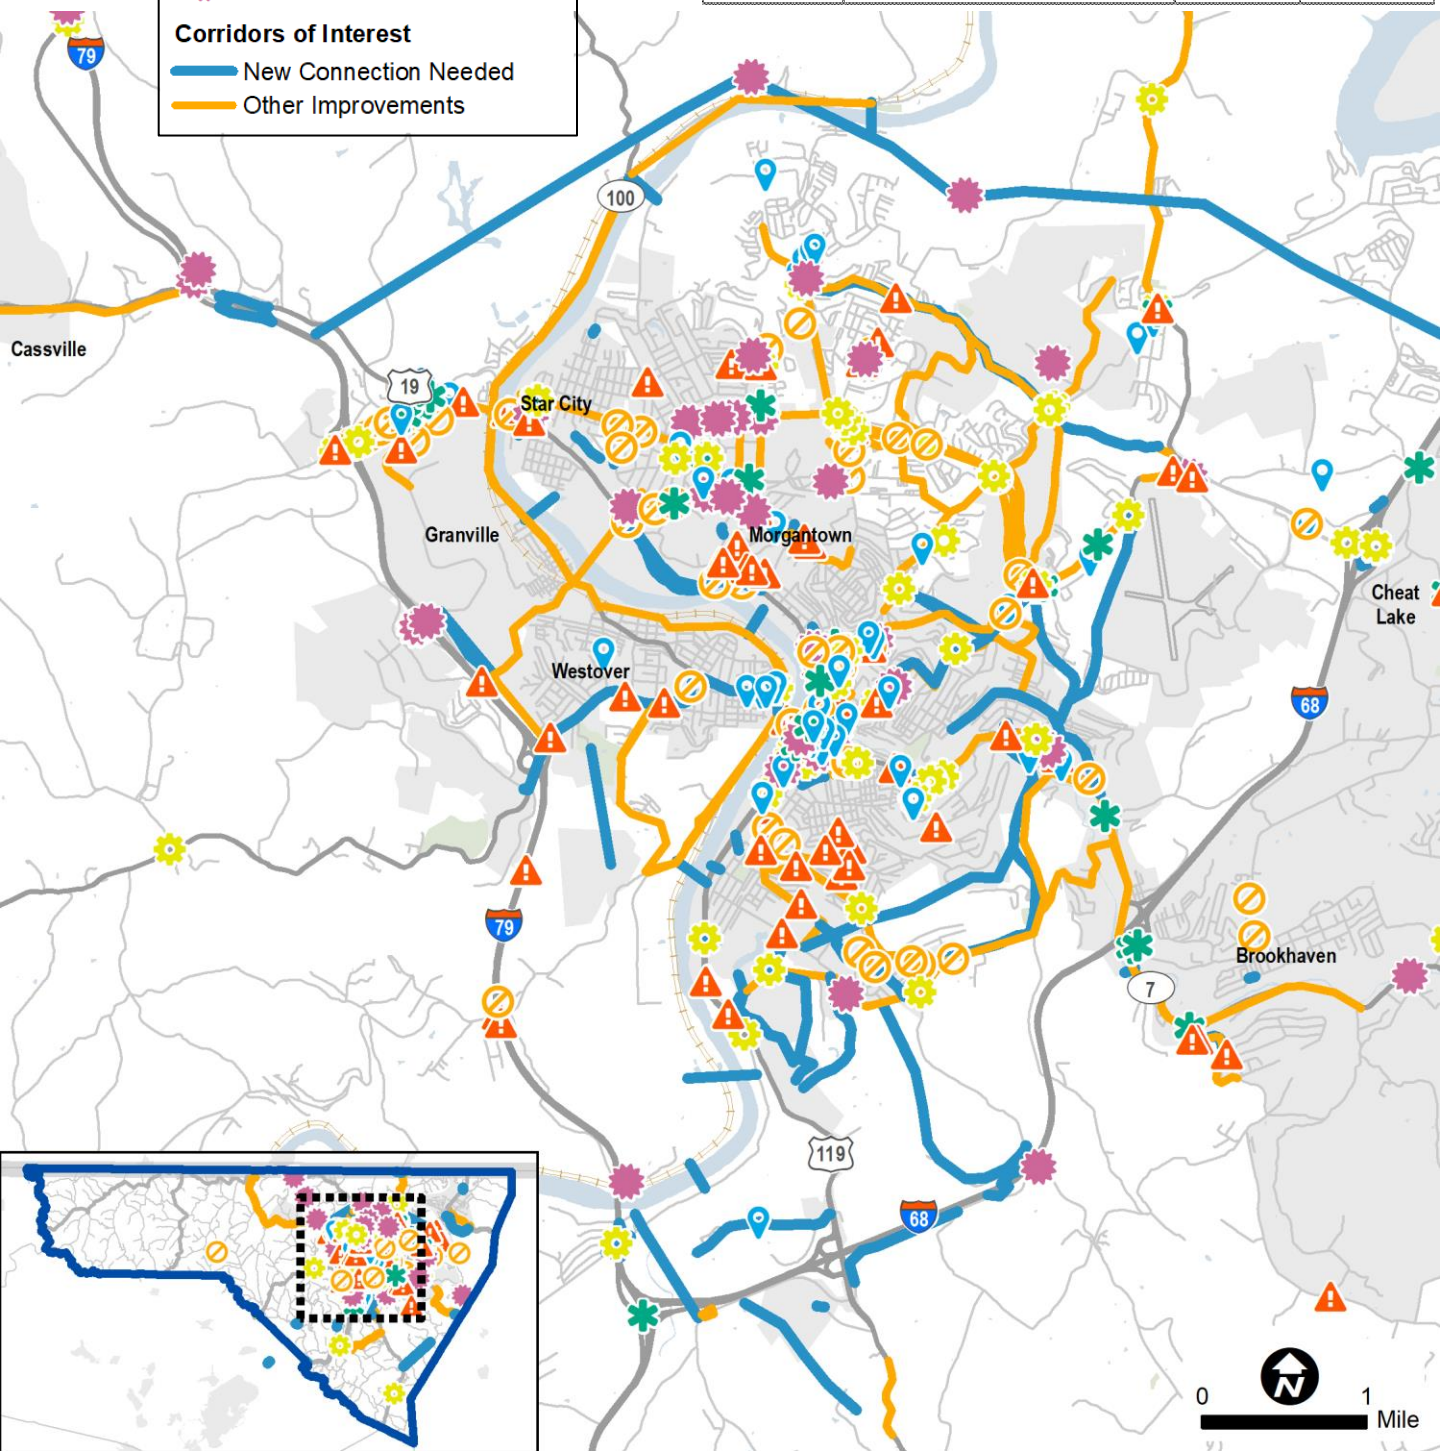 79
Corridors of Interest
New Connection Needed
Other Improvements
100
Cassville
19
Star City
Granville
Morgantown
Cheat
Lake
Westover
68
79
Brookhaven
7
119
68
N
0 1
Mile